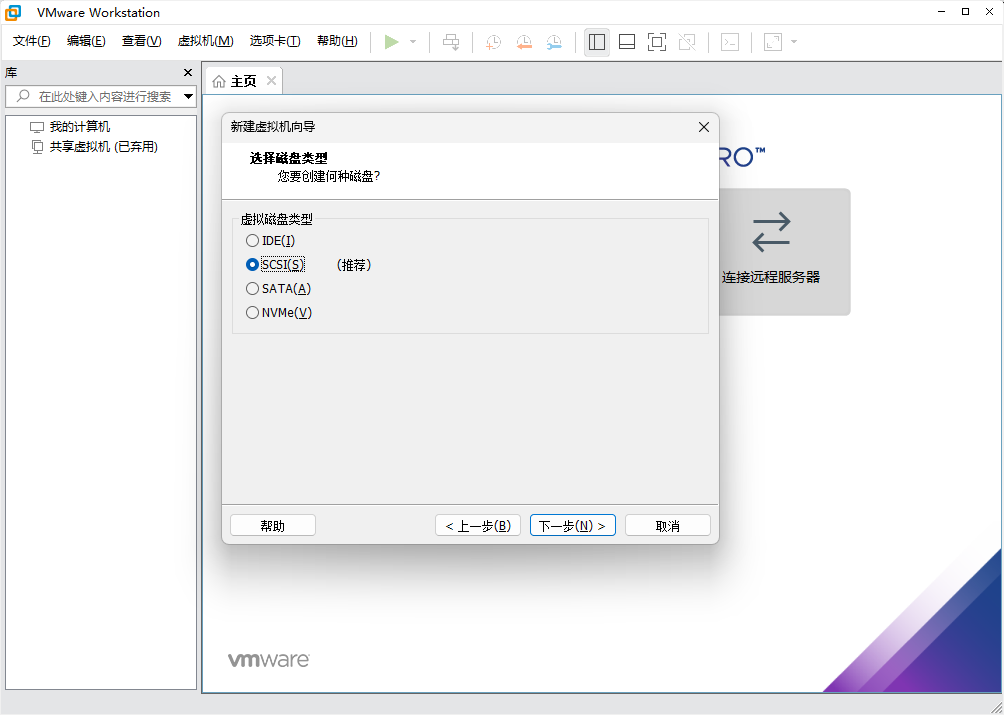 VMware Workstation
文件(F) 编辑(E) 查看(V) 虚拟机(M) 选项卡(T) 帮助(H)
库
在此处键入内容进行搜索
我的计算机
共享虚拟机 (已弃用)
主页
RO™
连接远程服务器
新建虚拟机向导
选择磁盘类型
您要创建何种磁盘?
虚拟磁盘类型
IDE(I)
SCSI(S) (推荐)
SATA(A)
NVMe(V)
帮助 < 上一步(B) 下一步(N) > 取消
vmware